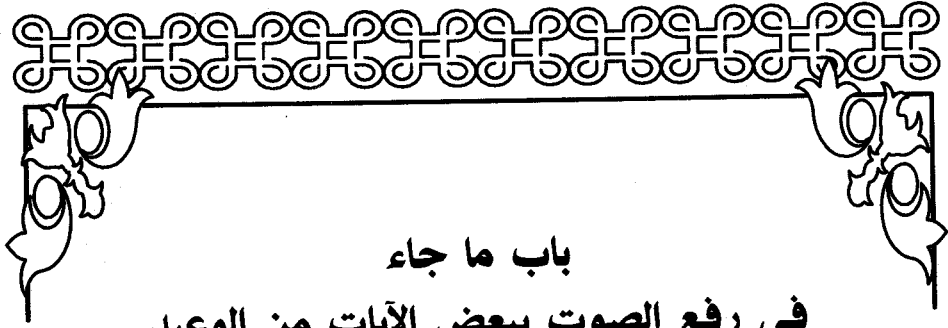 باب ما جاء
في رفع الصوت ببعض الآيات من الوعيد